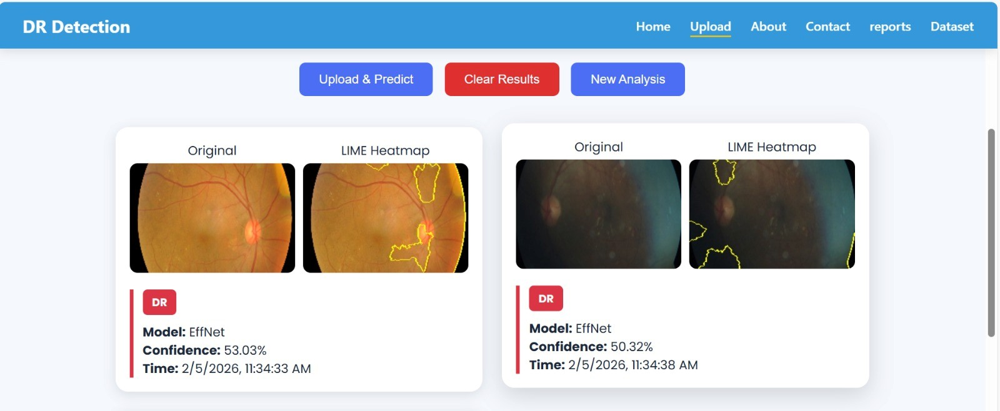 DR Detection
Home Upload About Contact reports Dataset
Upload & Predict Clear Results New Analysis
Original LIME Heatmap
DR
Model: EffNet
Confidence: 53.03%
Time: 2/5/2026, 11:34:33 AM
Original LIME Heatmap
DR
Model: EffNet
Confidence: 50.32%
Time: 2/5/2026, 11:34:38 AM